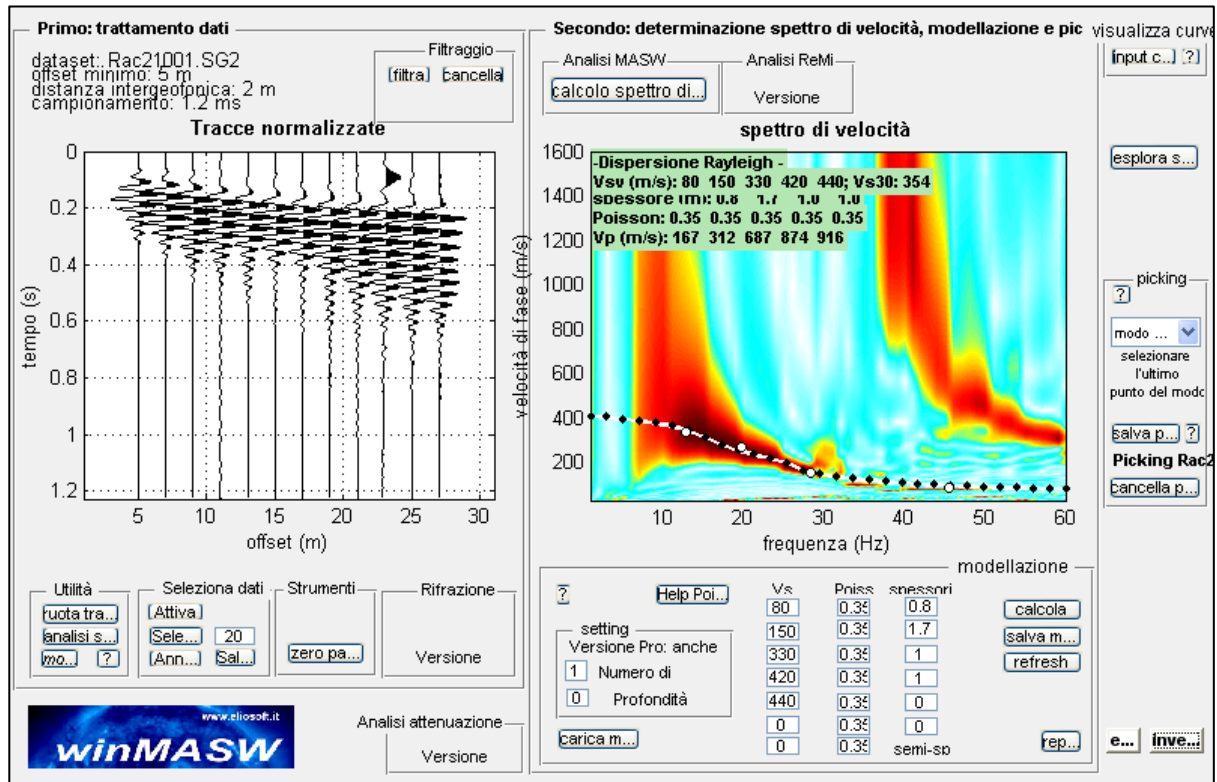 Primo: trattamento dati
dataset:. Rac21001.SG2
offset minimo: 5 m
distanza intergeofonica: 2 m
campionamento: 1.2 ms
Filtraggio
filtra
cancella
Tracce normalizzate
0
0.2
0.4
0.6
0.8
1
1.2
tempo (s)
5 10 15 20 25 30
offset (m)
Utilità
ruota tra...
analisi s...
mo... ?
Seleziona dati
Attiva
Sele... 20
Ann... Sal...
Strumenti
zero pa...
Rifrazione
Versione
www.eliosoft.it
winMASW
Analisi attenuazione
Versione
Secondo: determinazione spettro di velocità, modellazione e pic
Analisi MASW
calcolo spettro di...
Analisi ReMi
Versione
spettro di velocità
-Dispersione Rayleigh -
Vsv (m/s): 80 150 330 420 440; Vs30: 354
spessore (m): 0.8 1.7 1.0 1.0
Poisson: 0.35 0.35 0.35 0.35 0.35
Vp (m/s): 167 312 687 874 916
1600
1400
1200
1000
800
600
400
200
velocità di fase (m/s)
10 20 30 40 50 60
frequenza (Hz)
modellazione
?
Help Poi...
setting
Versione Pro: anche
1 Numero di
0 Profondità
carica m...
Vs Poiss spessori
80 0.35 0.8
150 0.35 1.7
330 0.35 1
420 0.35 1
440 0.35 0
0 0.35 0
0 0.35 semi-sp
calcola
salva m...
refresh
rep...
visualizza curve
input c... ?
esplora s...
picking
?
modo ...
selezionare
l'ultimo
punto del modo
salva p... ?
Picking Rac2
cancella p...
e... inve...